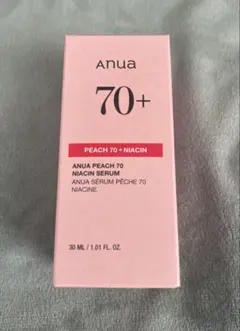 Anua
70+
PEACH 70 + NIACIN
ANUA PEACH 70
NIACIN SERUM
ANUA SÉRUM PÊCHE 70
NIACINE
30 ML / 1.01 FL. OZ.